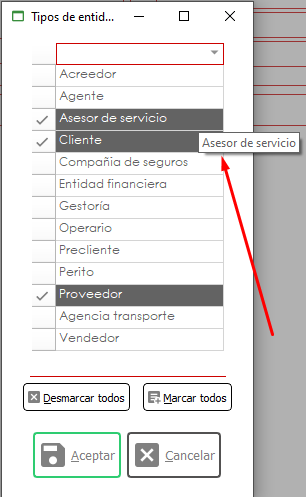 Tipos de entid...
Acreedor
Agente
Asesor de servicio
Cliente
Asesor de servicio
Compañia de seguros
Entidad financiera
Gestoría
Operario
Precliente
Perito
Proveedor
Agencia transporte
Vendedor
Desmarcar todos
Marcar todos
Aceptar
Cancelar